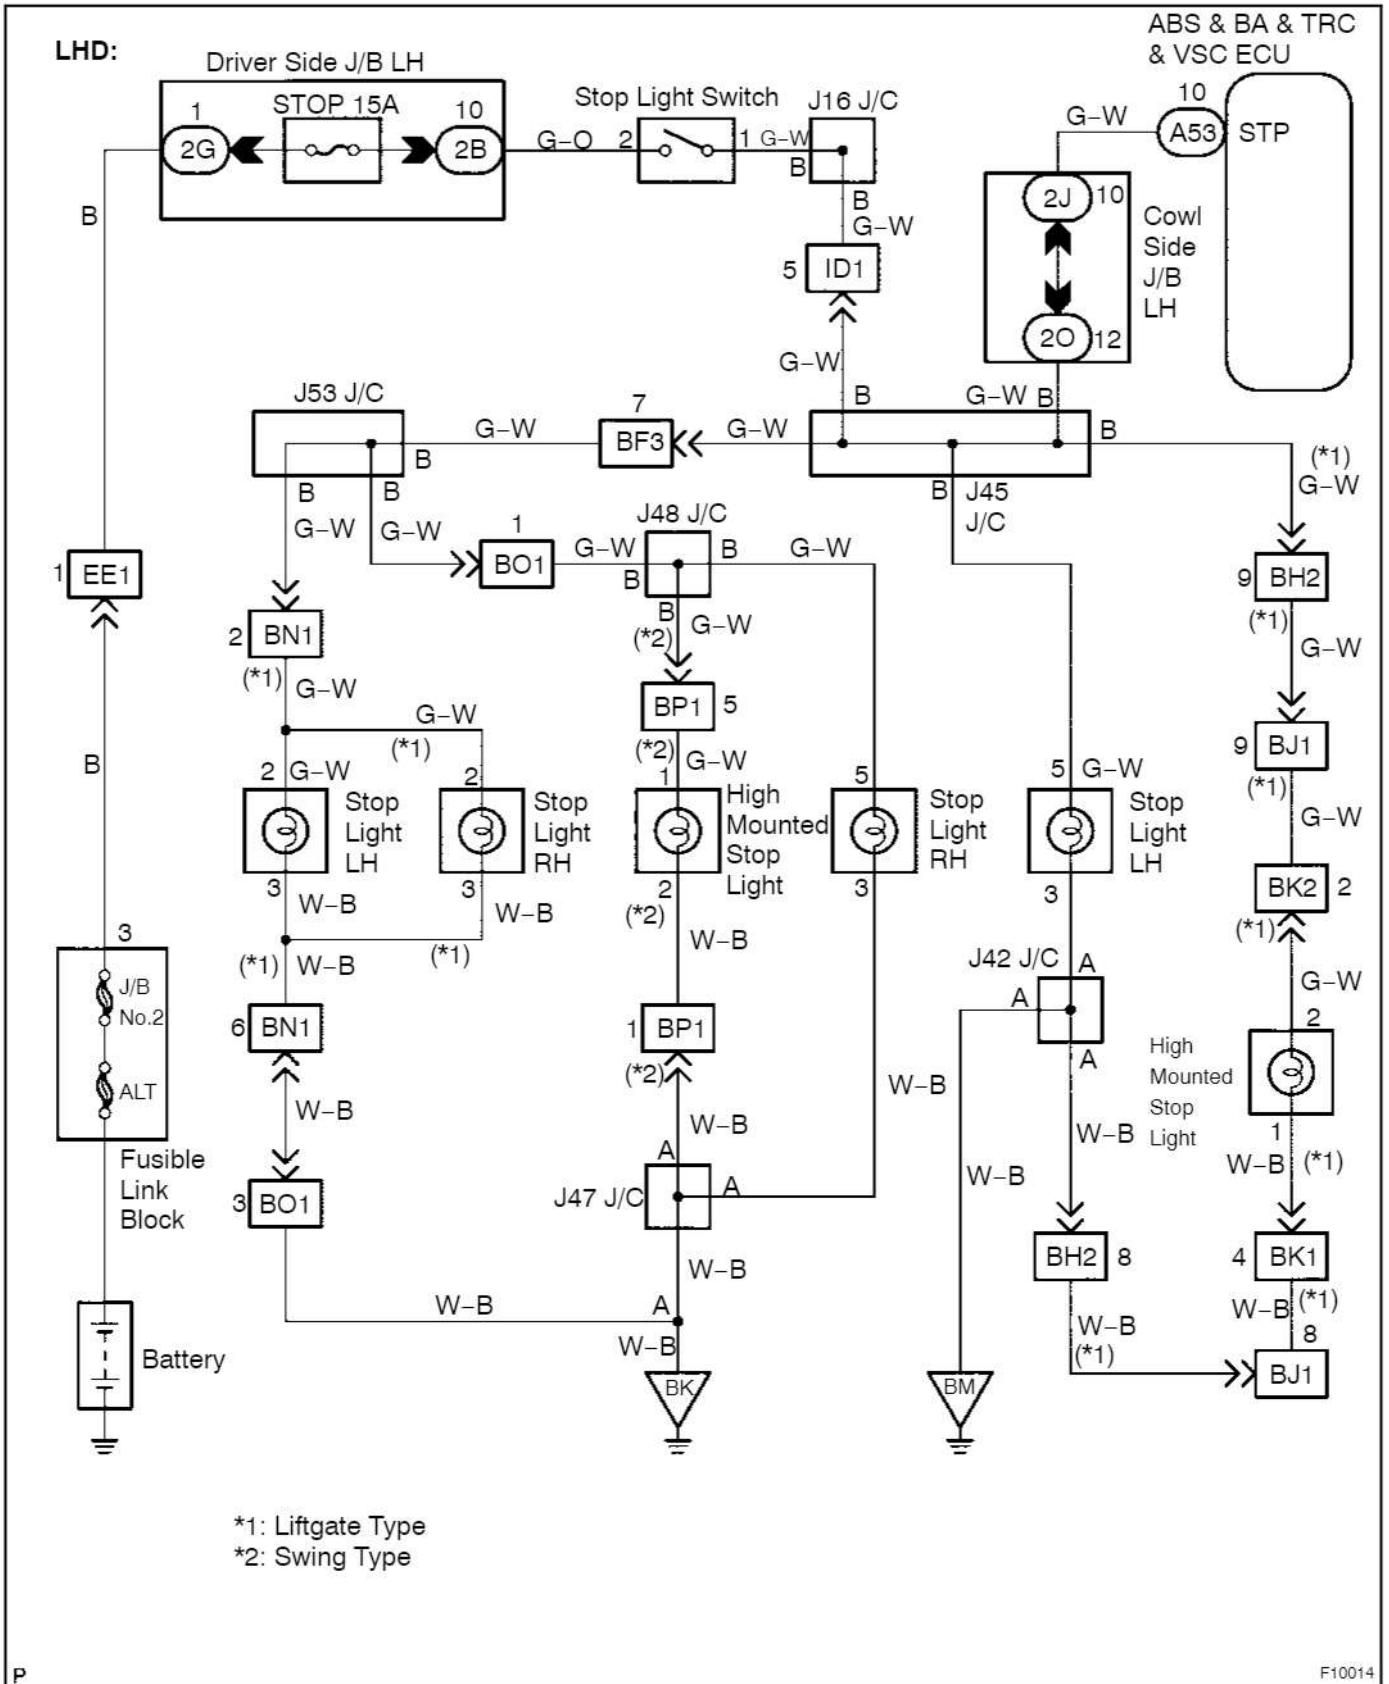 LHD:
Driver Side J/B LH
STOP 15A
1
10
2G
2B
G–O
Stop Light Switch
2
1
G–W
B
J16 J/C
B
G–W
5
ID1
G–W
B
ABS & BA & TRC
& VSC ECU
10
G–W
A53
STP
2J
10
Cowl
Side
J/B
LH
2O
12
G–W
B
B
B
J53 J/C
G–W
7
BF3
G–W
B
B
B
G–W
G–W
B
J45
J/C
(*1)
G–W
1
EE1
1
BO1
G–W
J48 J/C
B
B
G–W
B
(*2)
G–W
9
BH2
(*1)
G–W
2
BN1
(*1)
G–W
G–W
(*1)
BP1
5
(*2)
G–W
9
BJ1
(*1)
G–W
B
2
G–W
Stop
Light
LH
3
W–B
2
Stop
Light
RH
3
W–B
1
High
Mounted
Stop
Light
2
(*2)
W–B
5
Stop
Light
RH
3
5
G–W
Stop
Light
LH
3
BK2
2
(*1)
G–W
(*1)
W–B
(*1)
3
J/B
No.2
ALT
Fusible
Link
Block
6
BN1
W–B
3
BO1
1
BP1
(*2)
W–B
A
J47 J/C
A
W–B
J42 J/C
A
A
A
W–B
W–B
W–B
2
High
Mounted
Stop
Light
1
W–B
(*1)
BH2
8
4
BK1
(*1)
W–B
W–B
(*1)
8
BJ1
W–B
A
W–B
BK
BM
Battery
*1: Liftgate Type
*2: Swing Type
P
F10014